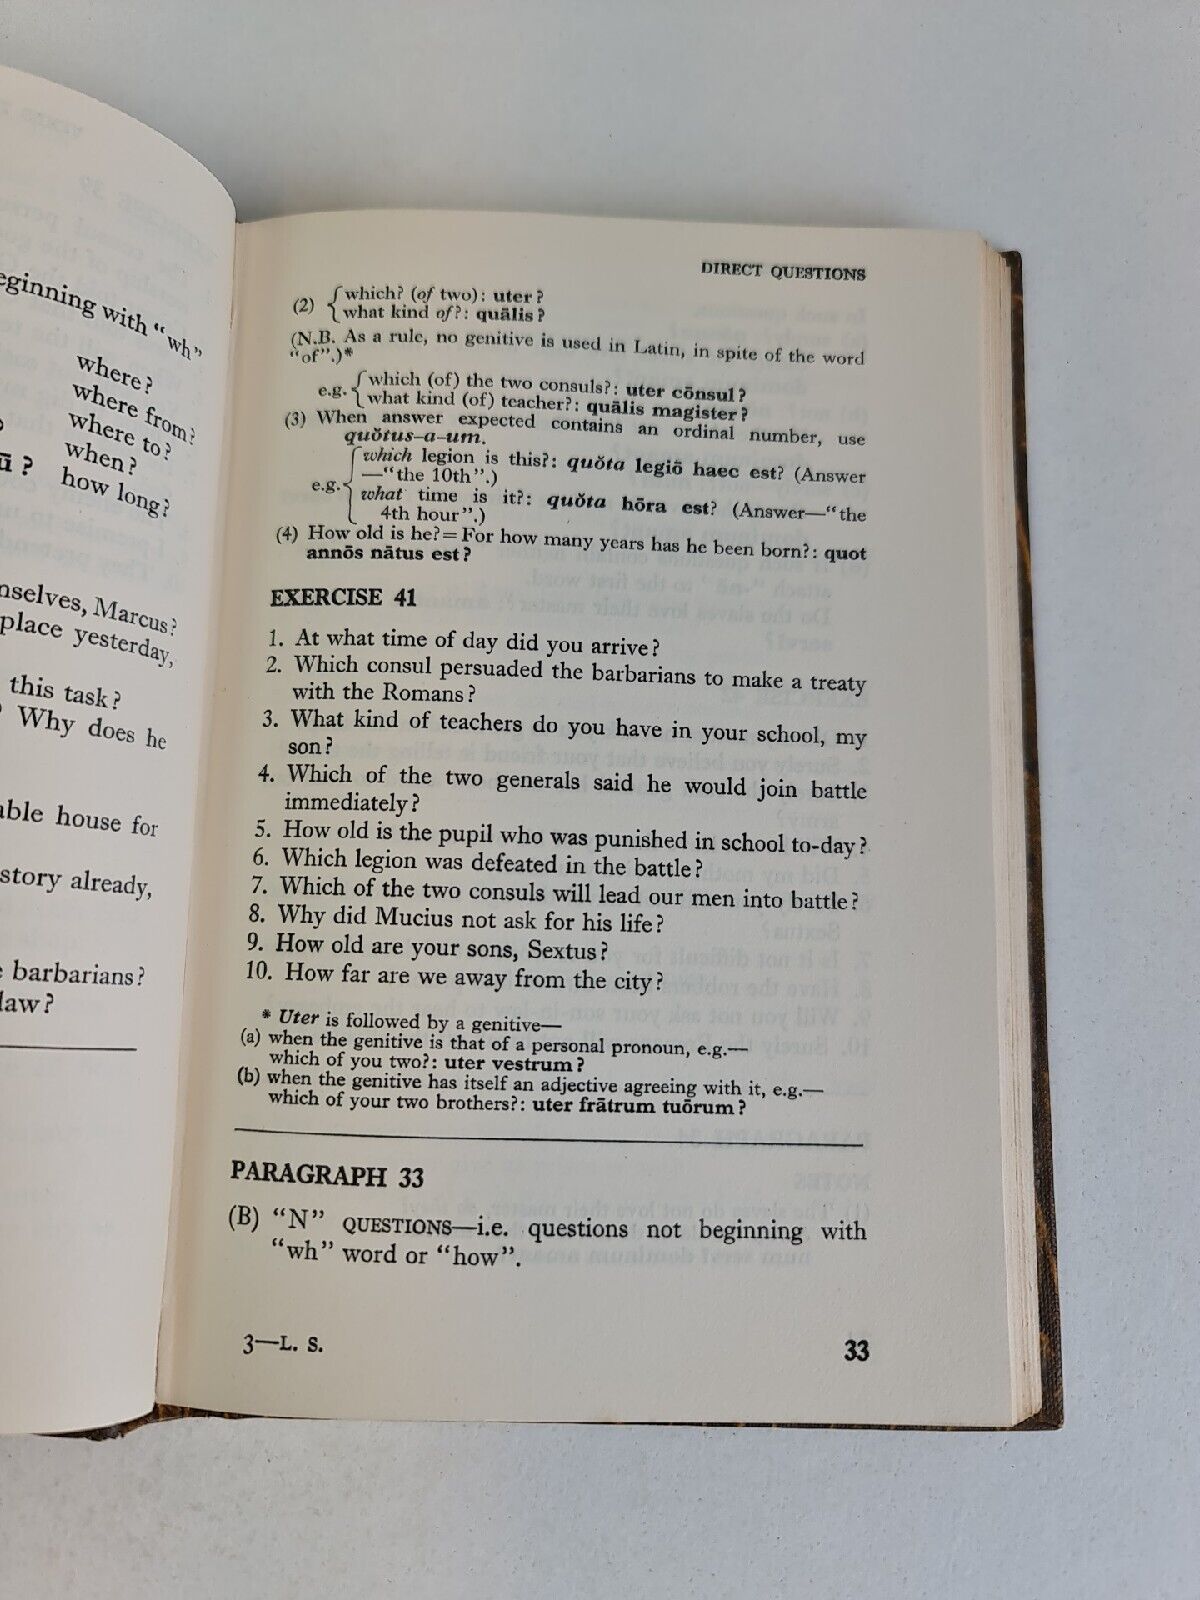 eginning with "wh"
where?
where from?
where to?
when?
ū? how long?
nselves, Marcus?
place yesterday,
this task?
? Why does he
able house for
story already,
barbarians?
law?
DIRECT QUESTIONS
(2) {which? (of two): uter?
what kind of?: quālis?
(N.B. As a rule, no genitive is used in Latin, in spite of the word
"of".)*
e.g. {which (of) the two consuls?: uter cōnsul?
what kind (of) teacher?: quālis magister?
(3) When answer expected contains an ordinal number, use
quŏtus-a-um.
{which legion is this?: quŏta legiō haec est? (Answer
—"the 10th".)
e.g. what time is it?: quŏta hōra est? (Answer—"the
4th hour".)
(4) How old is he?=For how many years has he been born?: quot
annōs nātus est?
EXERCISE 41
1. At what time of day did you arrive?
2. Which consul persuaded the barbarians to make a treaty
with the Romans?
3. What kind of teachers do you have in your school, my
son?
4. Which of the two generals said he would join battle
immediately?
5. How old is the pupil who was punished in school to-day?
6. Which legion was defeated in the battle?
7. Which of the two consuls will lead our men into battle?
8. Why did Mucius not ask for his life?
9. How old are your sons, Sextus?
10. How far are we away from the city?
* Uter is followed by a genitive—
(a) when the genitive is that of a personal pronoun, e.g.—
which of you two?: uter vestrum?
(b) when the genitive has itself an adjective agreeing with it, e.g.—
which of your two brothers?: uter frātrum tuōrum?
PARAGRAPH 33
(B) "N" QUESTIONS—i.e. questions not beginning with
"wh" word or "how".
3—L. S.
33